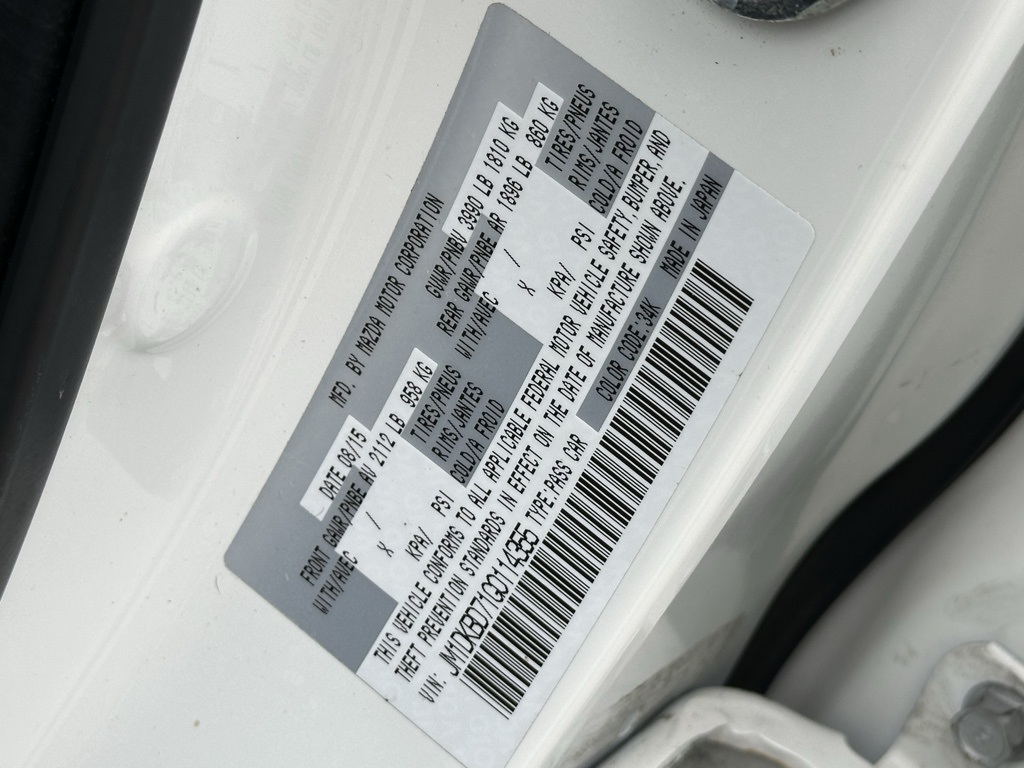 MFD. BY MAZDA MOTOR CORPORATION
DATE 08/15 GUWR/PNBU 3990 LB 1810 KG
FRONT GAWR/PNBE AV 2112 LB 958 KG REAR GAWR/PNBE AR 1896 LB 860 KG
WITH/AVEC TIRES/PNEUS WITH/AVEC TIRES/PNEUS
X / RIMS/JANTES X / RIMS/JANTES
KPA/ PSI COLD/A FROID KPA/ PSI COLD/A FROID
THIS VEHICLE CONFORMS TO ALL APPLICABLE FEDERAL MOTOR VEHICLE SAFETY, BUMPER, AND
THEFT PREVENTION STANDARDS IN EFFECT ON THE DATE OF MANUFACTURE SHOWN ABOVE.
VIN: TYPE:PASS CAR COLOR CODE:34K MADE IN JAPAN